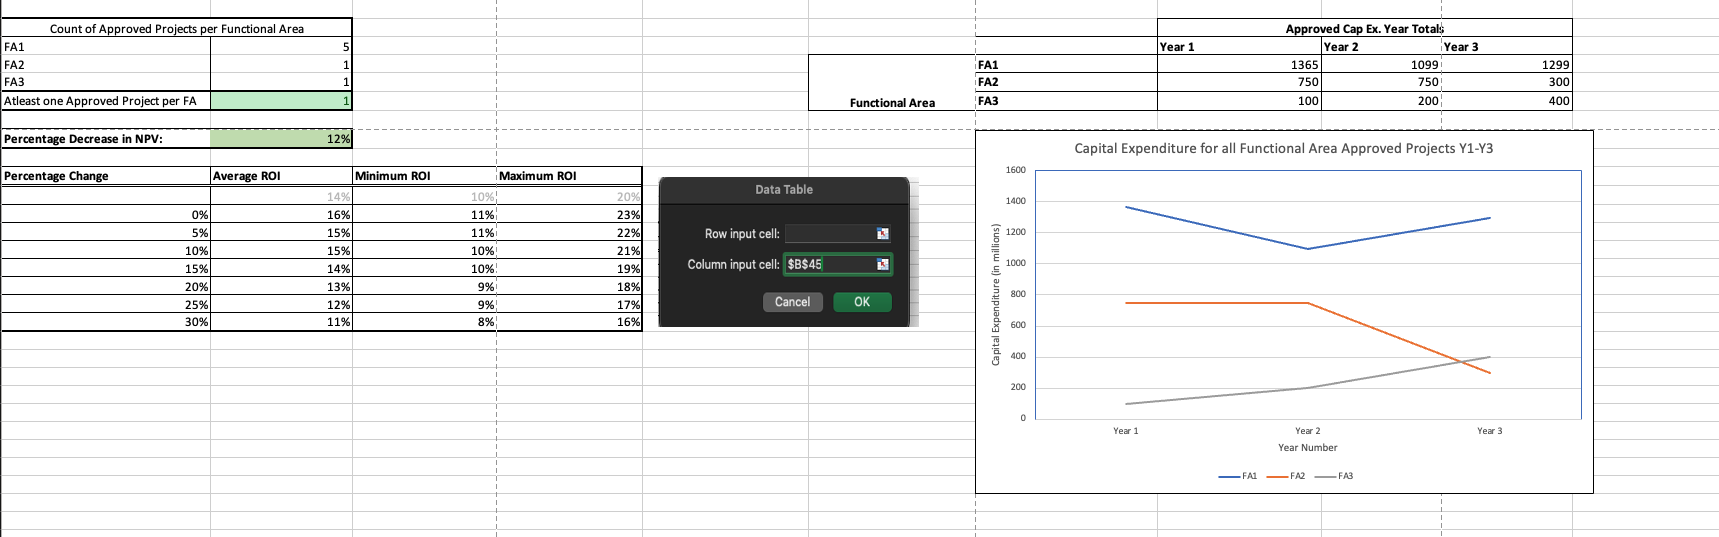 Count of Approved Projects per Functional Area
FA1 5
FA2 1
FA3 1
Atleast one Approved Project per FA 1
Percentage Decrease in NPV: 12%
Percentage Change Average ROI Minimum ROI Maximum ROI
14% 10% 20%
0% 16% 11% 23%
5% 15% 11% 22%
10% 15% 10% 21%
15% 14% 10% 19%
20% 13% 9% 18%
25% 12% 9% 17%
30% 11% 8% 16%
Data Table
Row input cell:
Column input cell: $B$45
Cancel OK
Approved Cap Ex. Year Totals
Year 1 Year 2 Year 3
FA1 1365 1099 1299
FA2 750 750 300
Functional Area FA3 100 200 400
Capital Expenditure for all Functional Area Approved Projects Y1-Y3
Capital Expenditure (in millions)
1600
1400
1200
1000
800
600
400
200
0
Year 1 Year 2 Year 3
Year Number
FA1 FA2 FA3